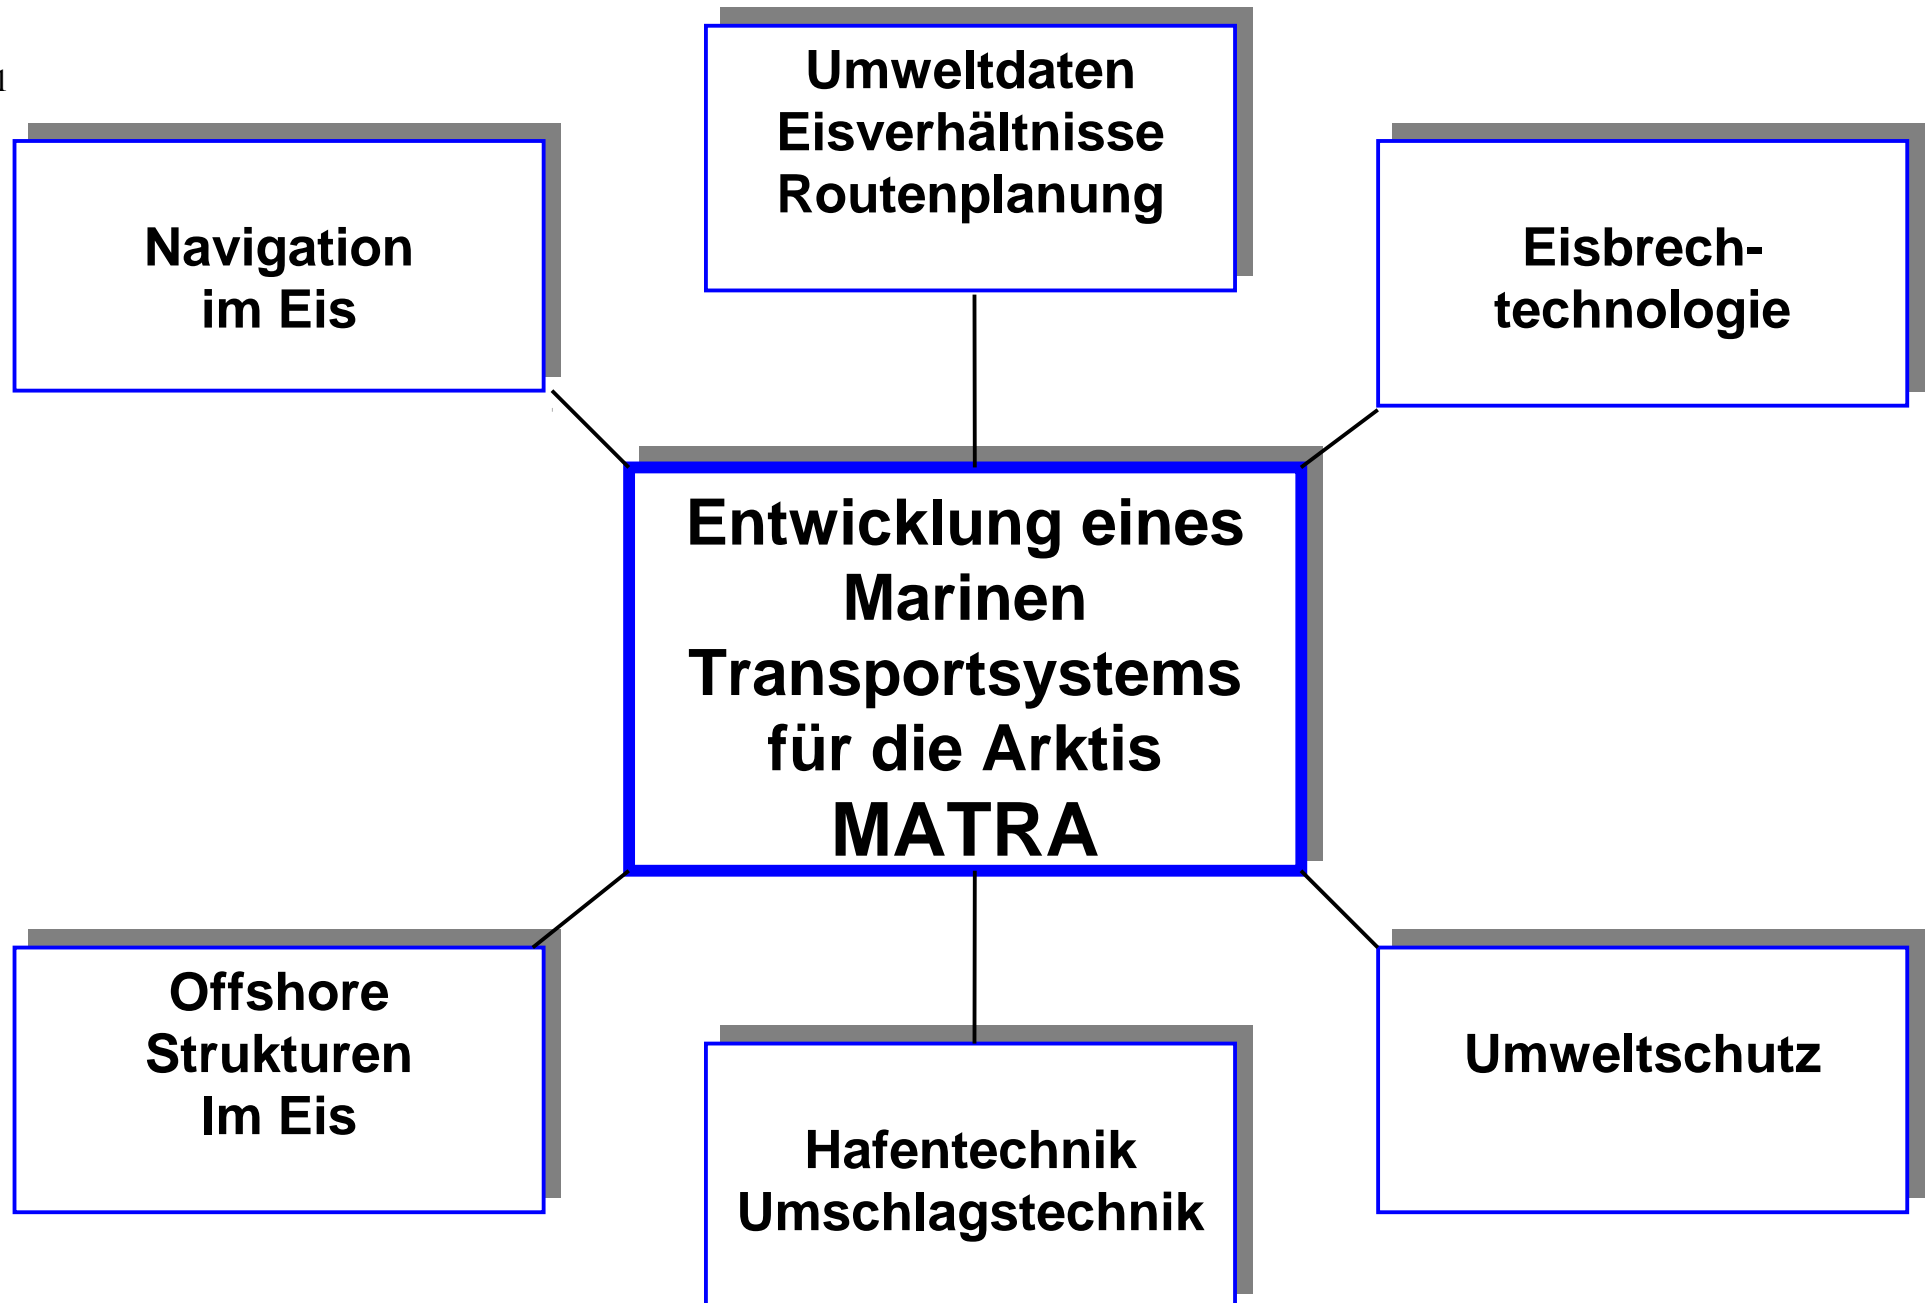 1
Umweltdaten
Eisverhältnisse
Routenplanung
Navigation
im Eis
Eisbrech-
technologie
Entwicklung eines
Marinen
Transportsystems
für die Arktis
MATRA
Offshore
Strukturen
Im Eis
Hafentechnik
Umschlagstechnik
Umweltschutz